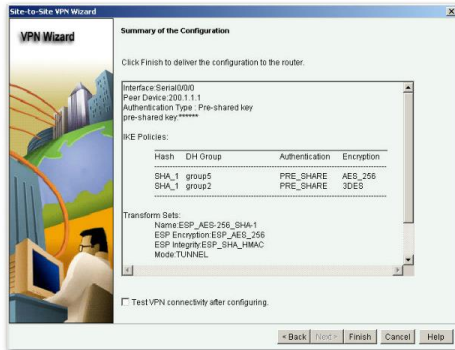 Site-to-Site VPN Wizard
VPN Wizard
Summary of the Configuration
Click Finish to deliver the configuration to the router.
Interface:Serial0/0/0
Peer Device:200.1.1.1
Authentication Type : Pre-shared key
pre-shared key:******
IKE Policies:
Hash DH Group Authentication Encryption
SHA_1 group5 PRE_SHARE AES_256
SHA_1 group2 PRE_SHARE 3DES
Transform Sets:
Name:ESP_AES-256_SHA-1
ESP Encryption:ESP_AES_256
ESP Integrity:ESP_SHA_HMAC
Mode:TUNNEL
Test VPN connectivity after configuring.
< Back Next > Finish Cancel Help